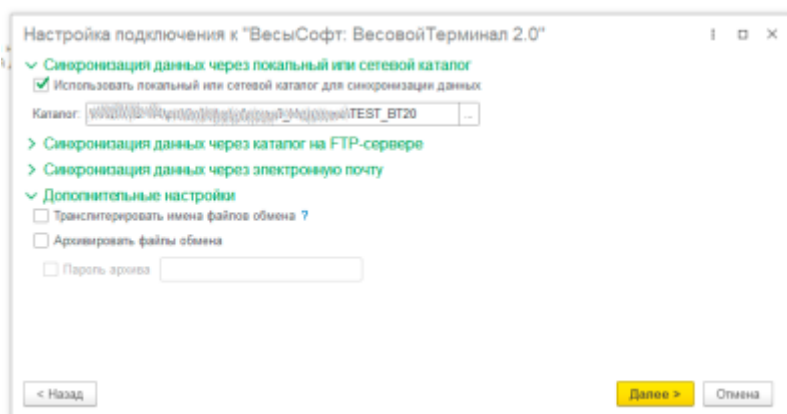 Настройка подключения к "ВесыСофт: ВесовойТерминал 2.0"
Синхронизация данных через локальный или сетевой каталог
Использовать локальный или сетевой каталог для синхронизации данных
Каталог: TEST_BT20 ...
Синхронизация данных через каталог на FTP-сервере
Синхронизация данных через электронную почту
Дополнительные настройки
Транслитерировать имена файлов обмена ?
Архивировать файлы обмена
Пароль архива
< Назад Далее > Отмена